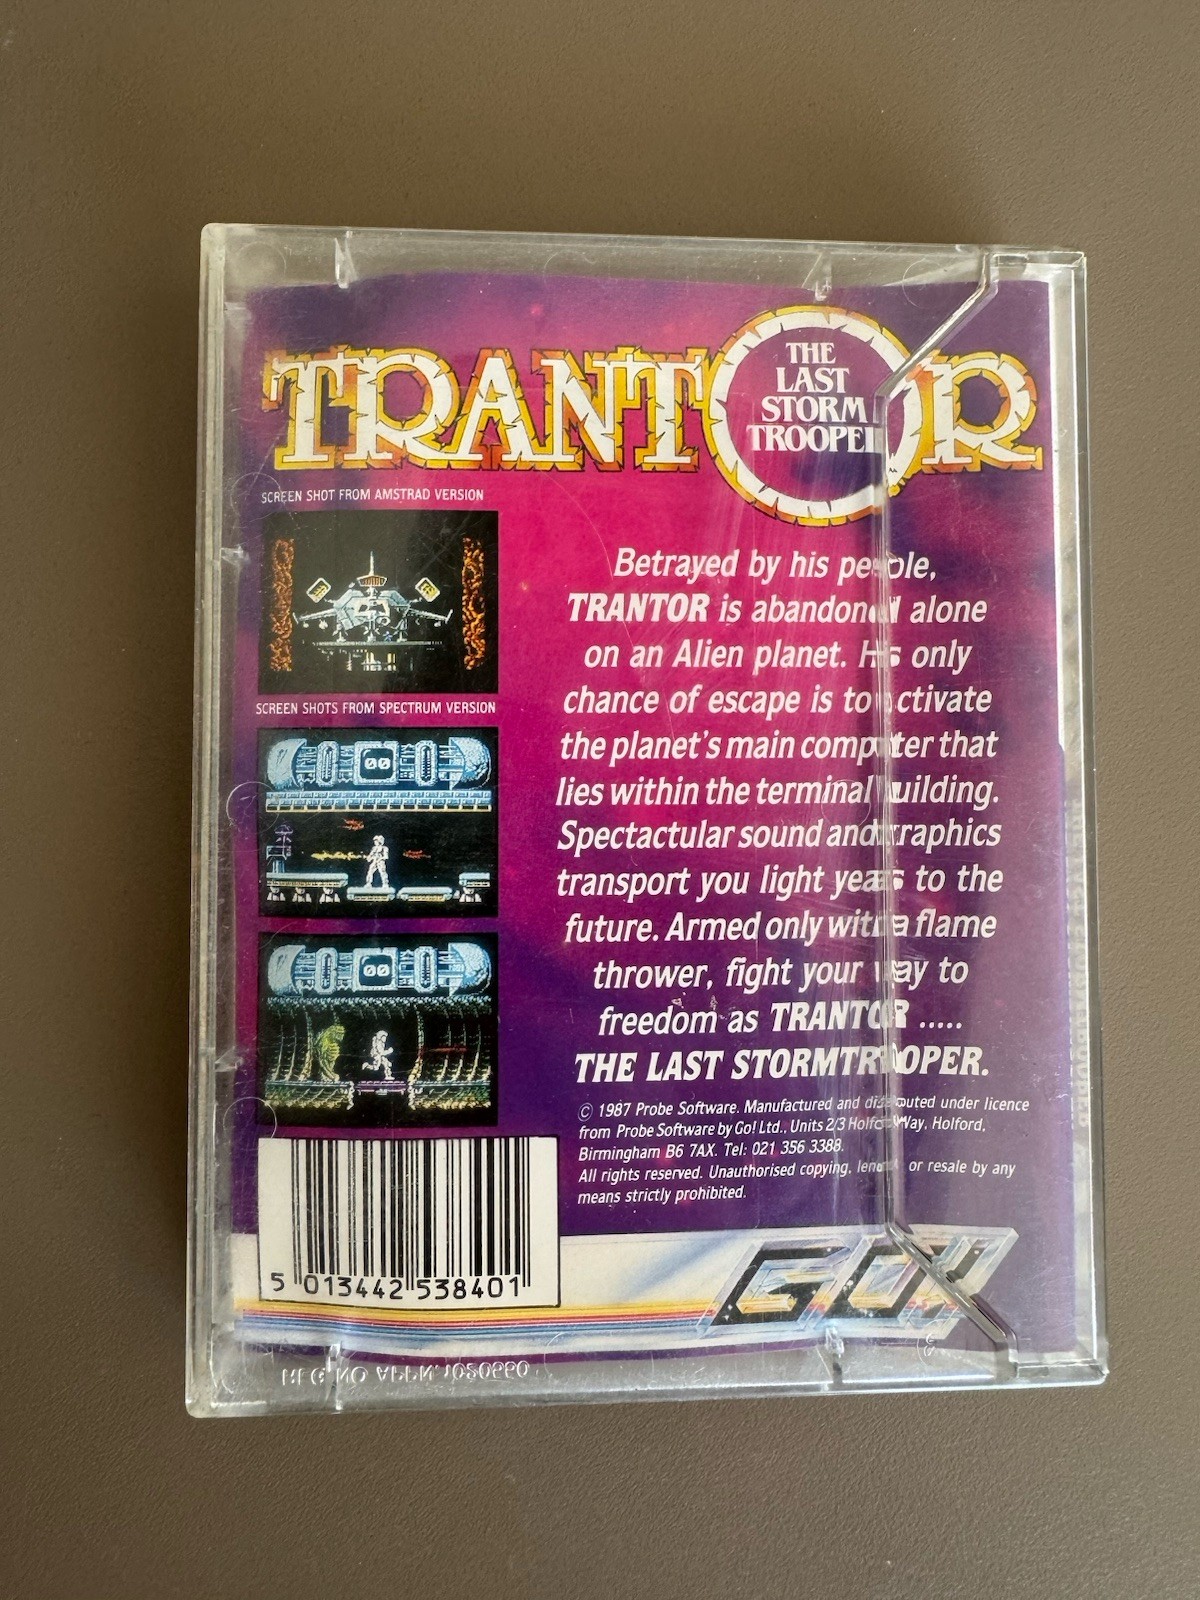 TRANTOR
THE
LAST
STORM
TROOPER
SCREEN SHOT FROM AMSTRAD VERSION
SCREEN SHOTS FROM SPECTRUM VERSION
00
00
Betrayed by his people,
TRANTOR is abandoned alone
on an Alien planet. His only
chance of escape is to activate
the planet's main computer that
lies within the terminal building.
Spectactular sound and graphics
transport you light years to the
future. Armed only with a flame
thrower, fight your way to
freedom as TRANTOR .....
THE LAST STORMTROOPER.
© 1987 Probe Software. Manufactured and distributed under licence
from Probe Software by Go! Ltd., Units 2/3 Holford Way, Holford,
Birmingham B6 7AX. Tel: 021 356 3388.
All rights reserved. Unauthorised copying, lending or resale by any
means strictly prohibited.
5 013442 538401
GO!
REG. NO. APPN. 1020550